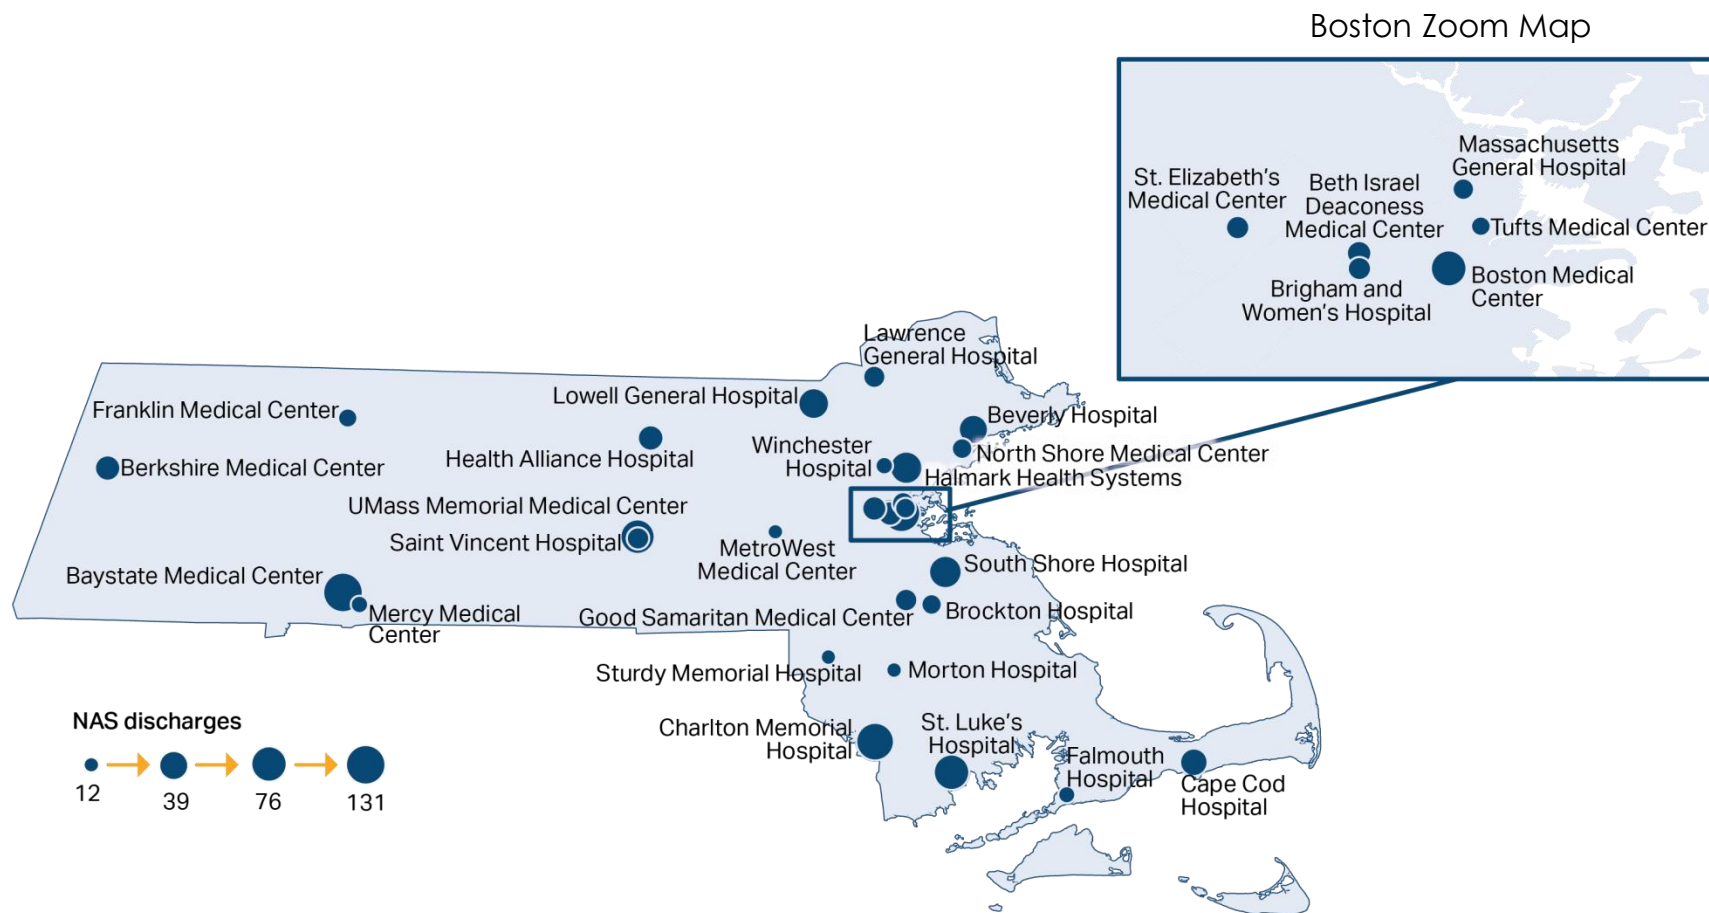 Boston Zoom Map
Massachusetts
General Hospital
St. Elizabeth's
Medical Center
Beth Israel
Deaconess
Medical Center
Tufts Medical Center
Boston Medical
Center
Brigham and
Women's Hospital
Lawrence
General Hospital
Lowell General Hospital
Franklin Medical Center
Beverly Hospital
Winchester
Hospital
North Shore Medical Center
Health Alliance Hospital
Berkshire Medical Center
Halmark Health Systems
UMass Memorial Medical Center
Saint Vincent Hospital
MetroWest
Medical Center
South Shore Hospital
Baystate Medical Center
Mercy Medical
Center
Good Samaritan Medical Center
Brockton Hospital
Sturdy Memorial Hospital
Morton Hospital
Charlton Memorial
Hospital
St. Luke's
Hospital
Falmouth
Hospital
Cape Cod
Hospital
NAS discharges
12
39
76
131